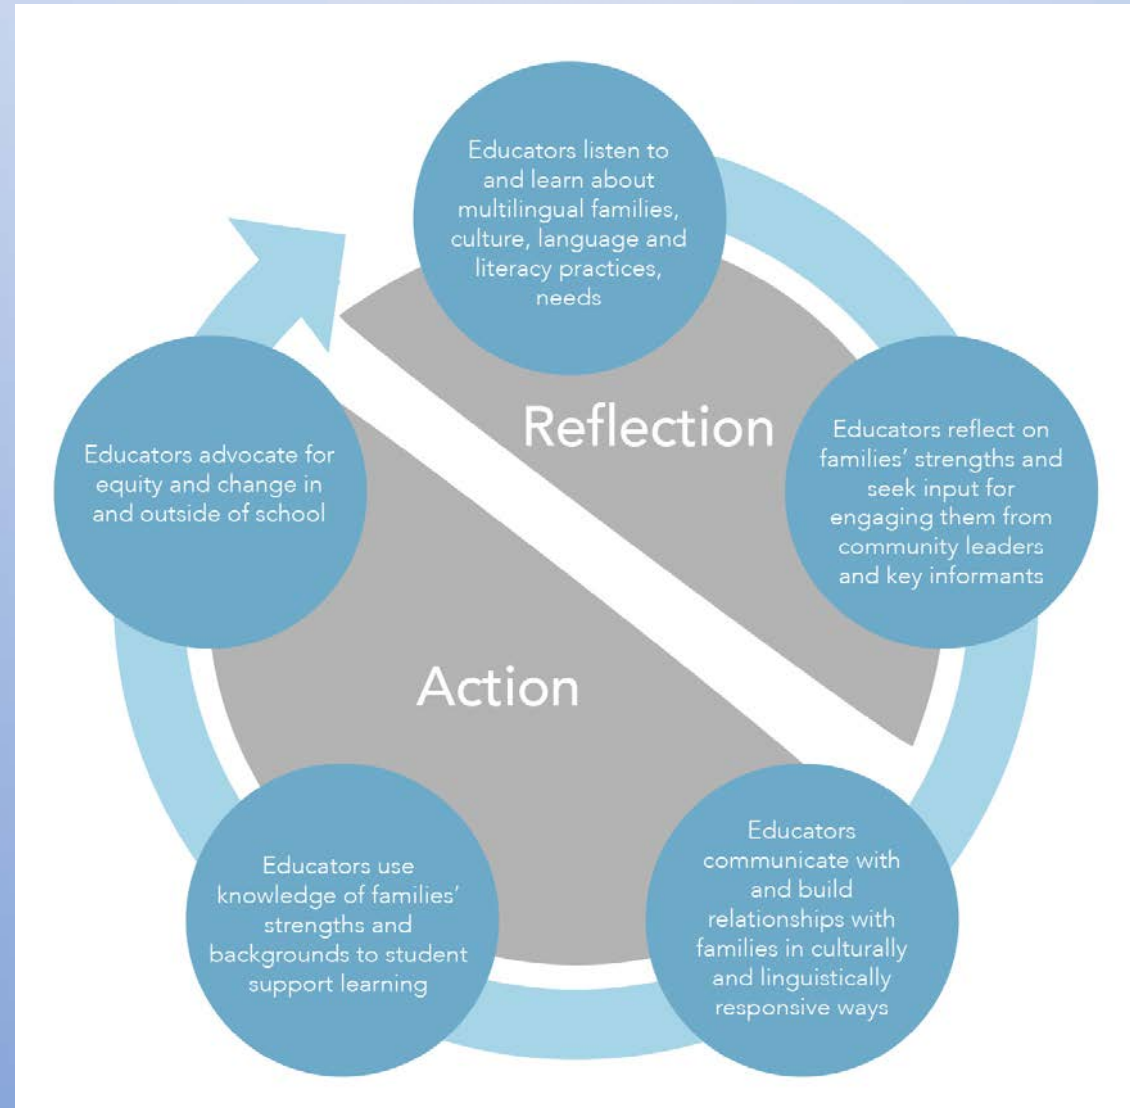 Educators listen to
and learn about
multilingual families,
culture, language and
literacy practices,
needs
Reflection
Educators reflect on
families' strengths and
seek input for
engaging them from
community leaders
and key informants
Educators
communicate with
and build
relationships with
families in culturally
and linguistically
responsive ways
Action
Educators use
knowledge of families'
strengths and
backgrounds to student
support learning
Educators advocate for
equity and change in
and outside of school